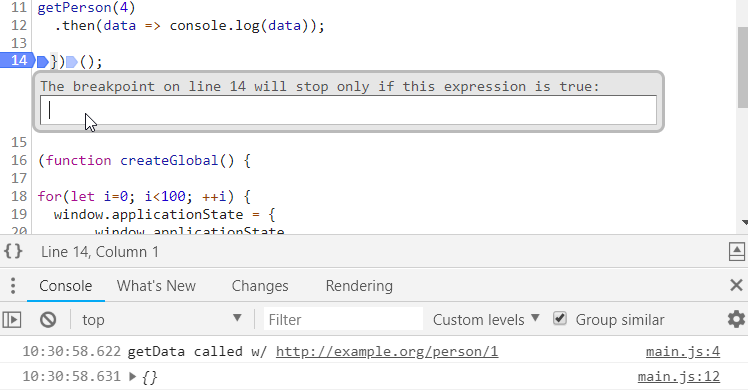 11 getPerson(4)
12 .then(data => console.log(data));
13
14 }) ();
The breakpoint on line 14 will stop only if this expression is true:
15
16 (function createGlobal() {
17
18 for(let i=0; i<100; ++i) {
19 window.applicationState = {
20 window.applicationState
{} Line 14, Column 1
Console What's New Changes Rendering
top Filter Custom levels Group similar
10:30:58.622 getData called w/ http://example.org/person/1 main.js:4
10:30:58.631 {} main.js:12